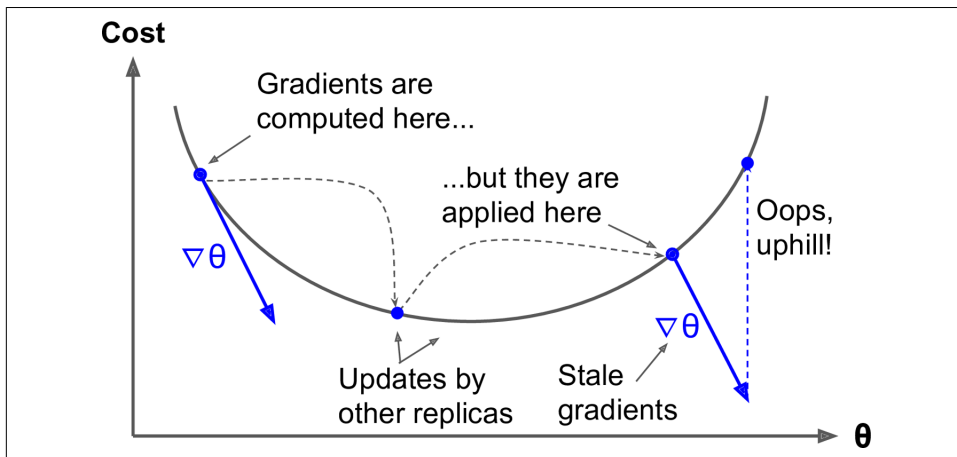 Cost
Gradients are
computed here...
...but they are
applied here
Oops,
uphill!
∇θ
∇θ
Updates by
other replicas
Stale
gradients
θ